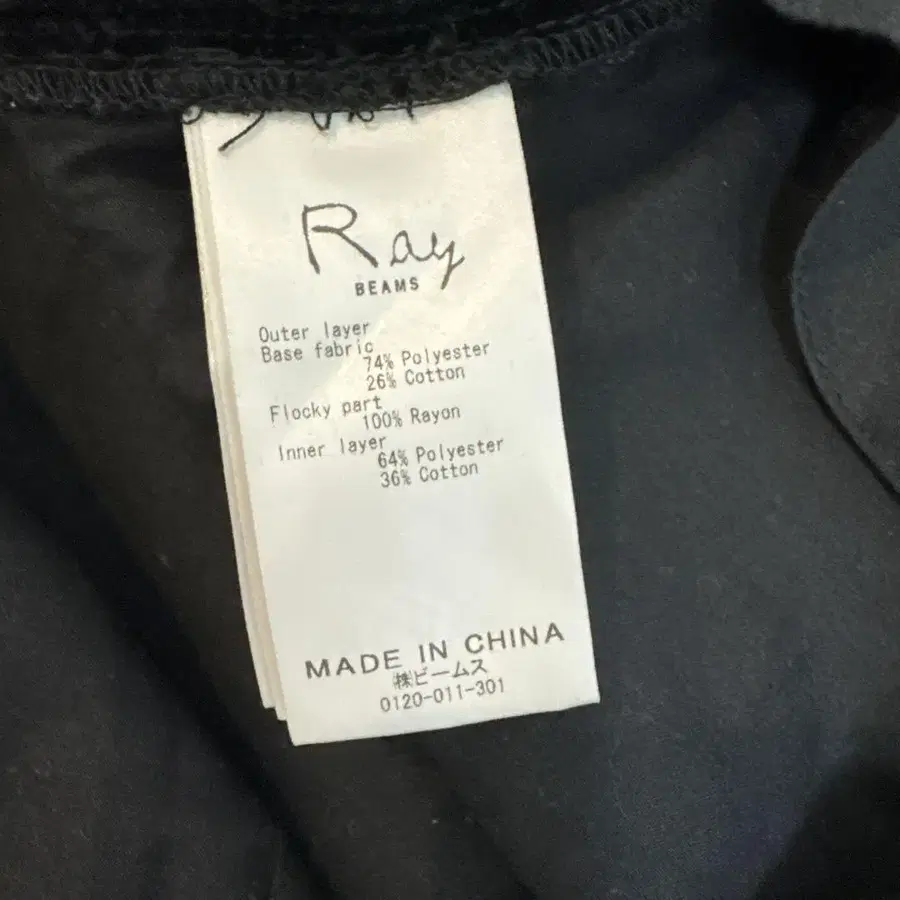 Ray
BEAMS
Outer layer
Base fabric
74% Polyester
26% Cotton
Flocky part
100% Rayon
Inner layer
64% Polyester
36% Cotton
MADE IN CHINA
㈱ビームス
0120-011-301